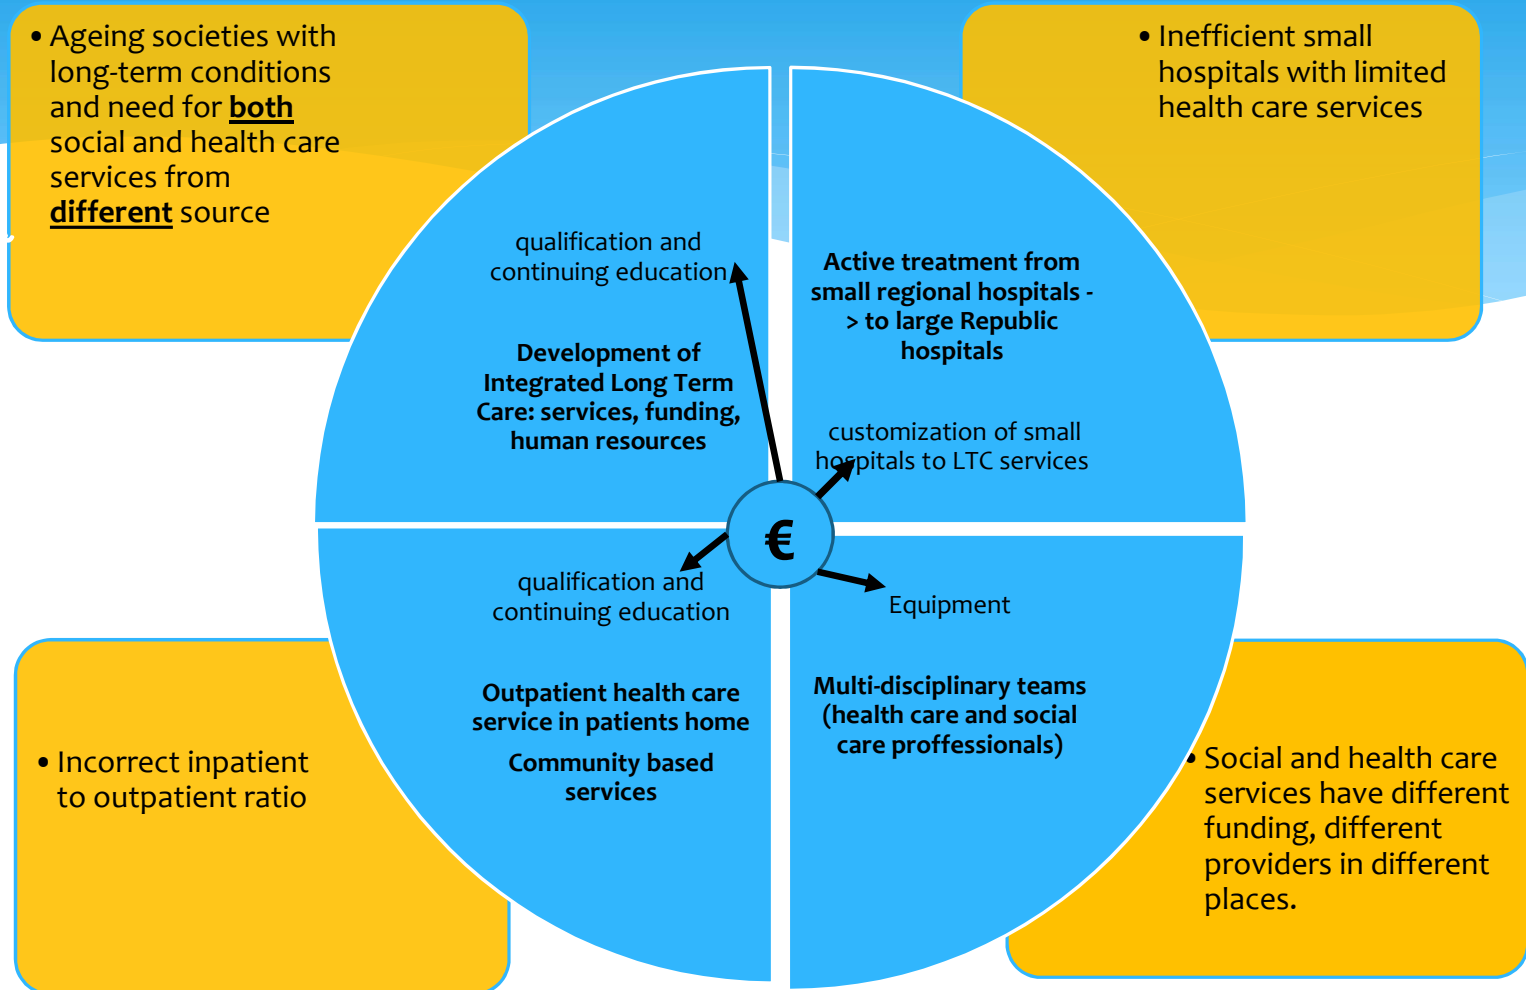 • Ageing societies with
long-term conditions
and need for both
social and health care
services from
different source
• Inefficient small
hospitals with limited
health care services
qualification and
continuing education
Development of
Integrated Long Term
Care: services, funding,
human resources
Active treatment from
small regional hospitals -
> to large Republic
hospitals
customization of small
hospitals to LTC services
€
qualification and
continuing education
Outpatient health care
service in patients home
Community based
services
Equipment
Multi-disciplinary teams
(health care and social
care proffessionals)
• Incorrect inpatient
to outpatient ratio
• Social and health care
services have different
funding, different
providers in different
places.